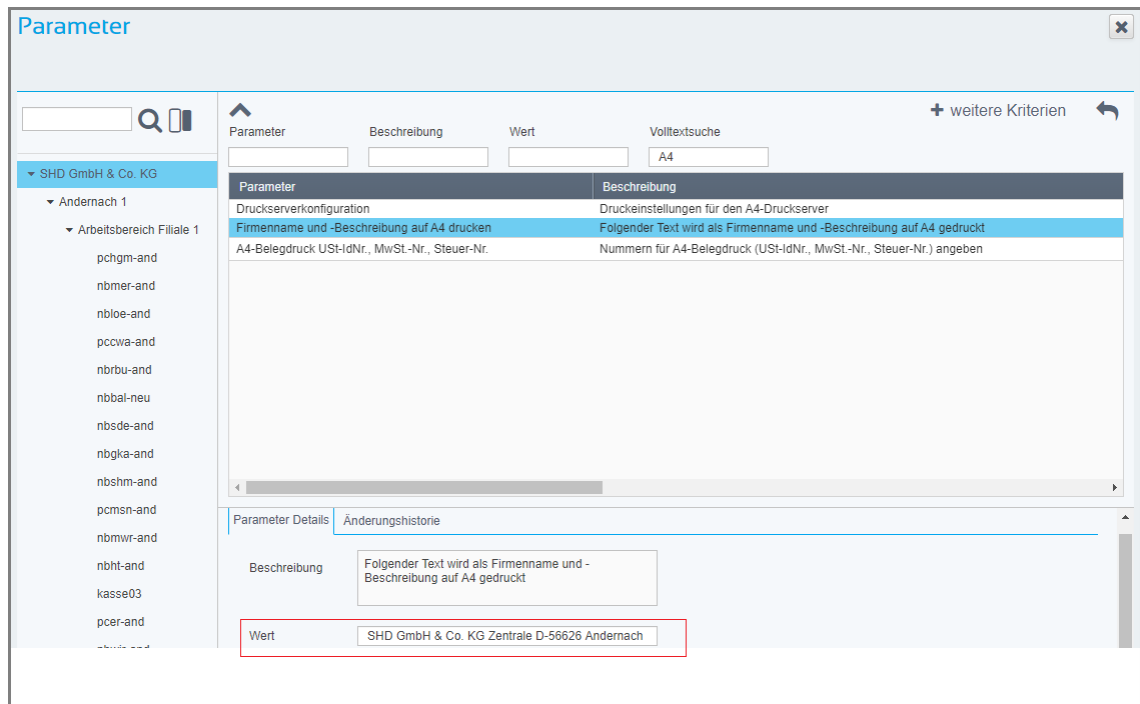 Parameter
+ weitere Kriterien
Parameter Beschreibung Wert Volltextsuche
A4
SHD GmbH & Co. KG
Andernach 1
Arbeitsbereich Filiale 1
pchgm-and
nbmer-and
nbloe-and
pccwa-and
nbrbu-and
nbbal-neu
nbsde-and
nbgka-and
nbshm-and
pcmsn-and
nbmwr-and
nbht-and
kasse03
pcer-and
Parameter Beschreibung
Druckserverkonfiguration Druckeinstellungen für den A4-Druckserver
Firmenname und -Beschreibung auf A4 drucken Folgender Text wird als Firmenname und -Beschreibung auf A4 gedruckt
A4-Belegdruck USt-IdNr., MwSt.-Nr., Steuer-Nr. Nummern für A4-Belegdruck (USt-IdNr., MwSt.-Nr., Steuer-Nr.) angeben
Parameter Details Änderungshistorie
Beschreibung Folgender Text wird als Firmenname und -
Beschreibung auf A4 gedruckt
Wert SHD GmbH & Co. KG Zentrale D-56626 Andernach